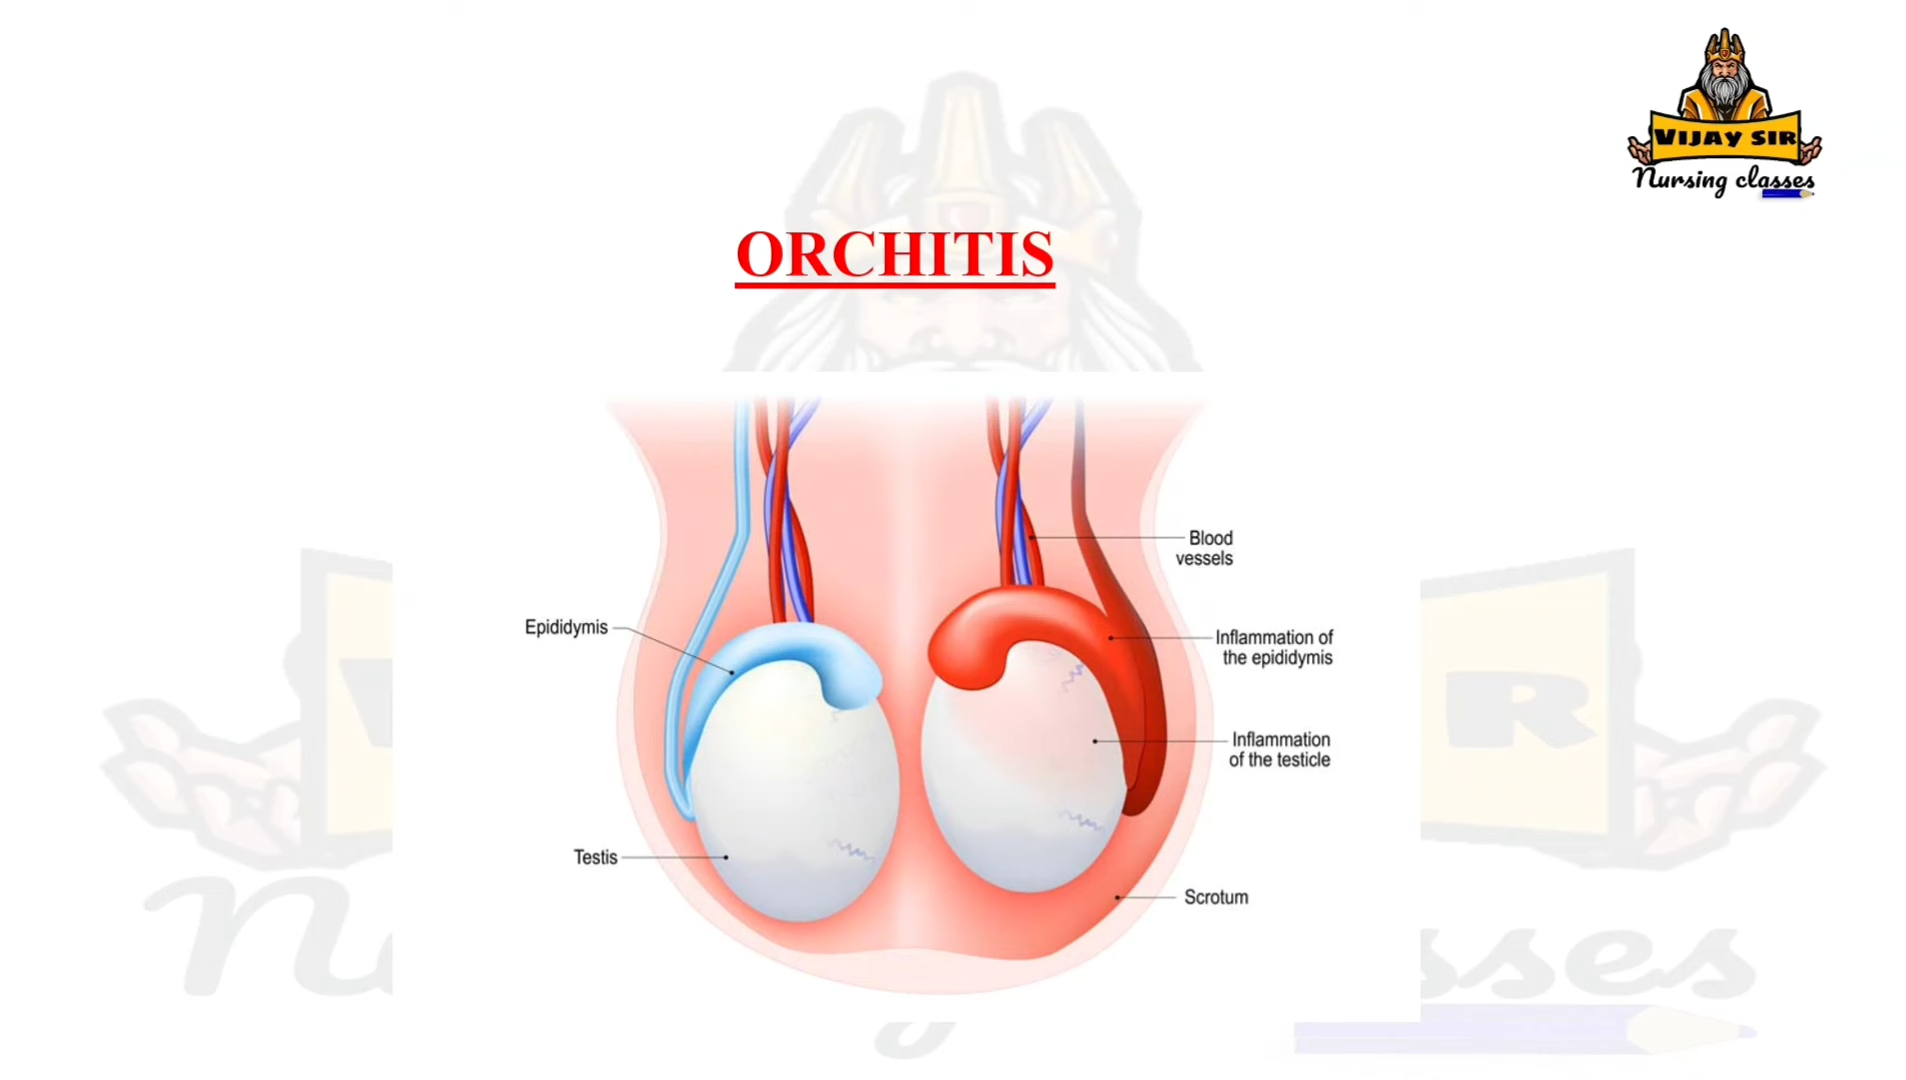 VIJAY SIR
Nursing classes
ORCHITIS
Blood
vessels
Epididymis
Inflammation of
the epididymis
Inflammation
of the testicle
Testis
Scrotum